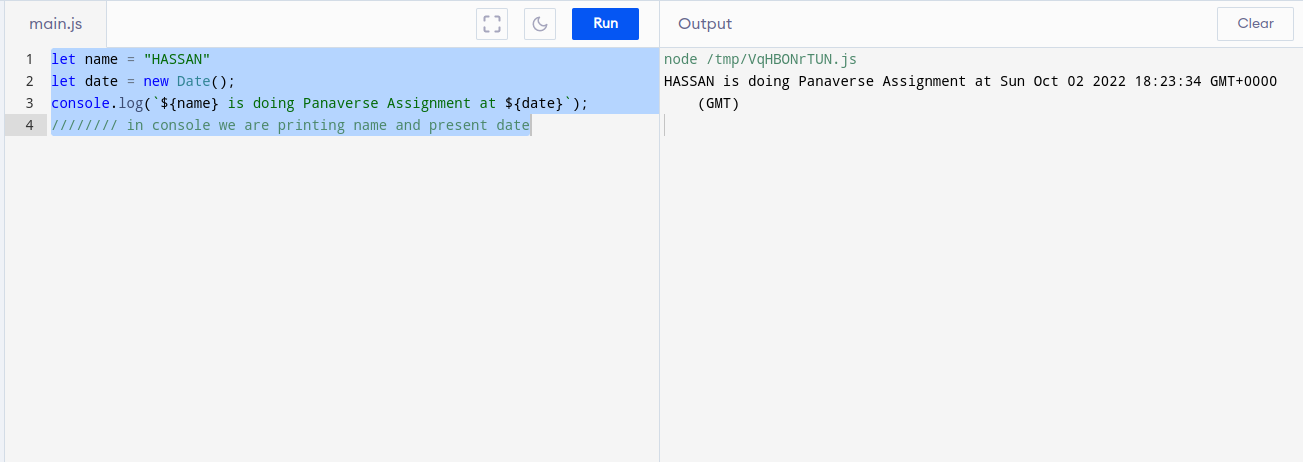 main.js
Run
Output
Clear
1 let name = "HASSAN"
2 let date = new Date();
3 console.log(`${name} is doing Panaverse Assignment at ${date}`);
4 //////// in console we are printing name and present date
node /tmp/VqHBONrTUN.js
HASSAN is doing Panaverse Assignment at Sun Oct 02 2022 18:23:34 GMT+0000
(GMT)